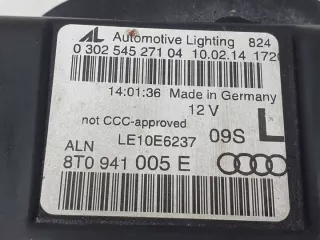 AL Automotive Lighting 824
0 302 545 271 04 10.02.14 172
14:01:36 Made in Germany
12 V
not CCC-approved
LE10E6237 09S L
ALN
8T0 941 005 E